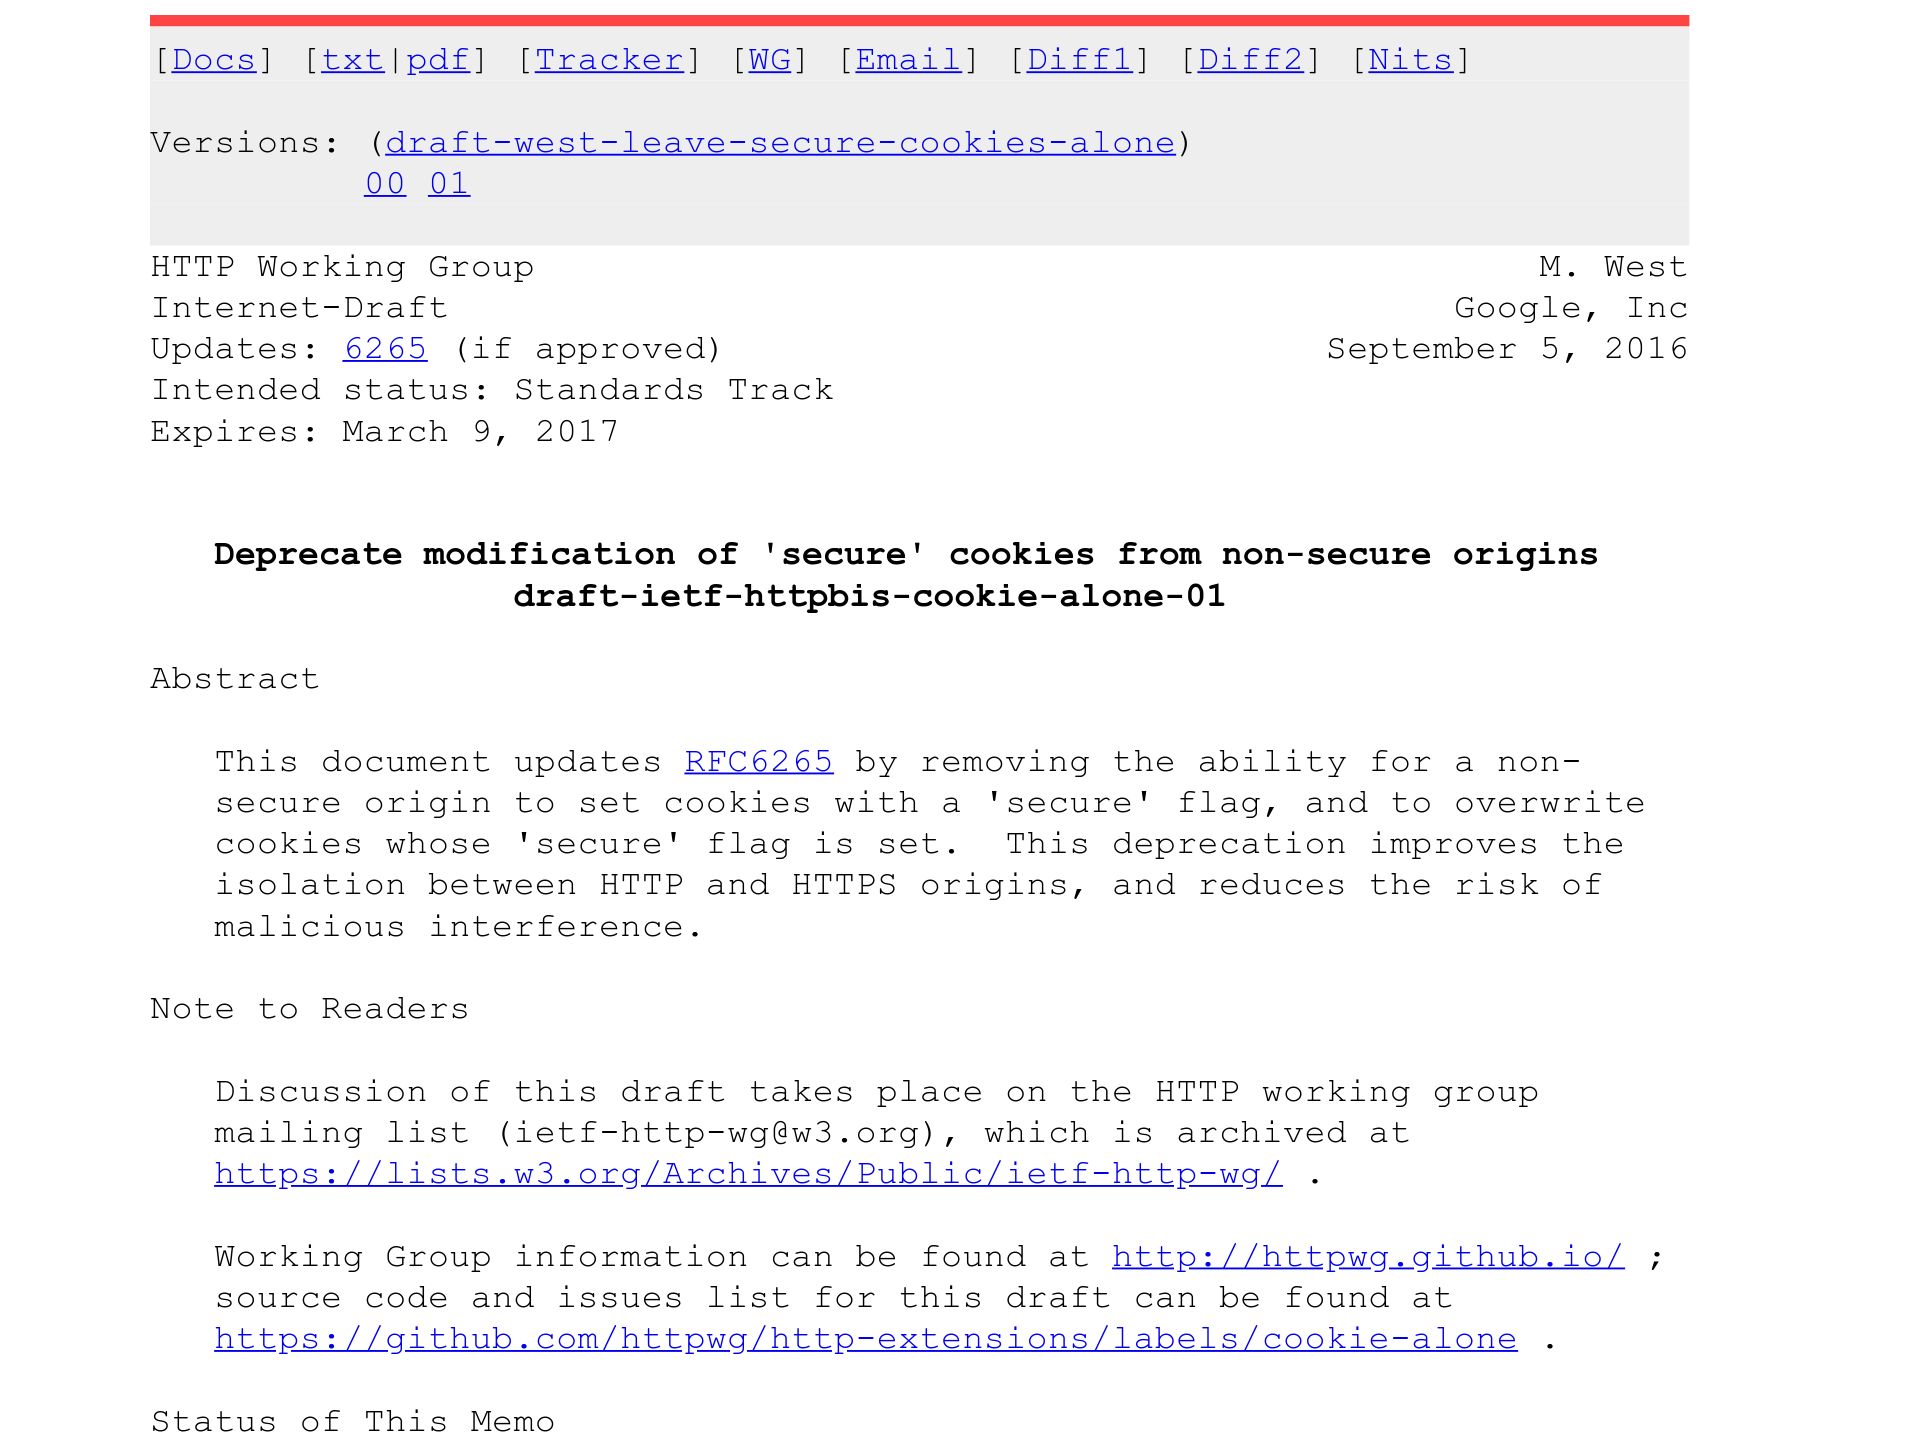 [Docs] [txt|pdf] [Tracker] [WG] [Email] [Diff1] [Diff2] [Nits]
Versions: (draft-west-leave-secure-cookies-alone)
00 01
HTTP Working Group M. West
Internet-Draft Google, Inc
Updates: 6265 (if approved) September 5, 2016
Intended status: Standards Track
Expires: March 9, 2017
Deprecate modification of 'secure' cookies from non-secure origins
draft-ietf-httpbis-cookie-alone-01
Abstract
This document updates RFC6265 by removing the ability for a non-
secure origin to set cookies with a 'secure' flag, and to overwrite
cookies whose 'secure' flag is set.  This deprecation improves the
isolation between HTTP and HTTPS origins, and reduces the risk of
malicious interference.
Note to Readers
Discussion of this draft takes place on the HTTP working group
mailing list (ietf-http-wg@w3.org), which is archived at
https://lists.w3.org/Archives/Public/ietf-http-wg/ .
Working Group information can be found at http://httpwg.github.io/ ;
source code and issues list for this draft can be found at
https://github.com/httpwg/http-extensions/labels/cookie-alone .
Status of This Memo